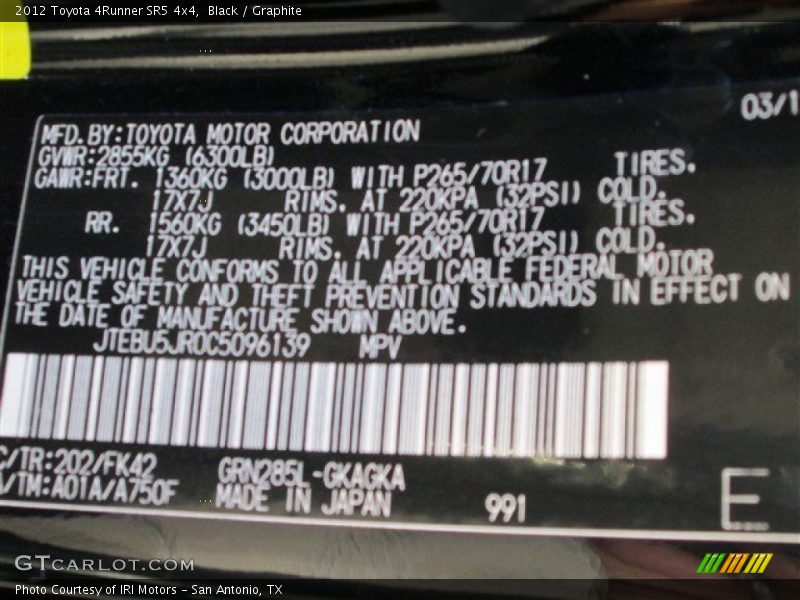 2012 Toyota 4Runner SR5 4x4, Black / Graphite
03/1
MFD.BY:TOYOTA MOTOR CORPORATION
GVWR:2855KG (6300LB)
GAWR:FRT. 1360KG (3000LB) WITH P265/70R17 TIRES.
17X7J RIMS. AT 220KPA (32PSI) COLD.
RR. 1560KG (3450LB) WITH P265/70R17 TIRES.
17X7J RIMS. AT 220KPA (32PSI) COLD.
THIS VEHICLE CONFORMS TO ALL APPLICABLE FEDERAL MOTOR
VEHICLE SAFETY AND THEFT PREVENTION STANDARDS IN EFFECT ON
THE DATE OF MANUFACTURE SHOWN ABOVE.
JTEBU5JR0C5096139 MPV
C/TR:202/FK42 GRN285L-GKAGKA
/TM:A01A/A750F MADE IN JAPAN 991 E
GTCARLOT.COM
Photo Courtesy of IRI Motors – San Antonio, TX